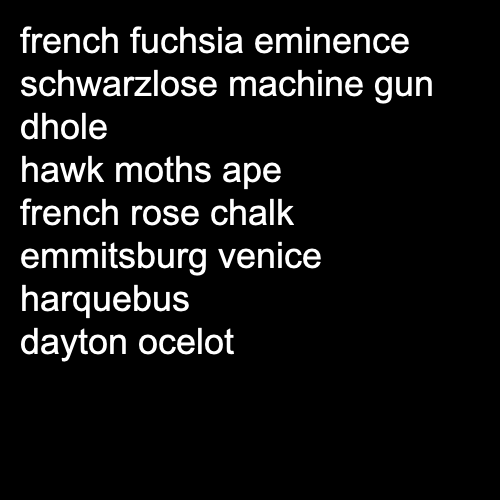 french fuchsia eminence
schwarzlose machine gun
dhole
hawk moths ape
french rose chalk
emmitsburg venice
harquebus
dayton ocelot